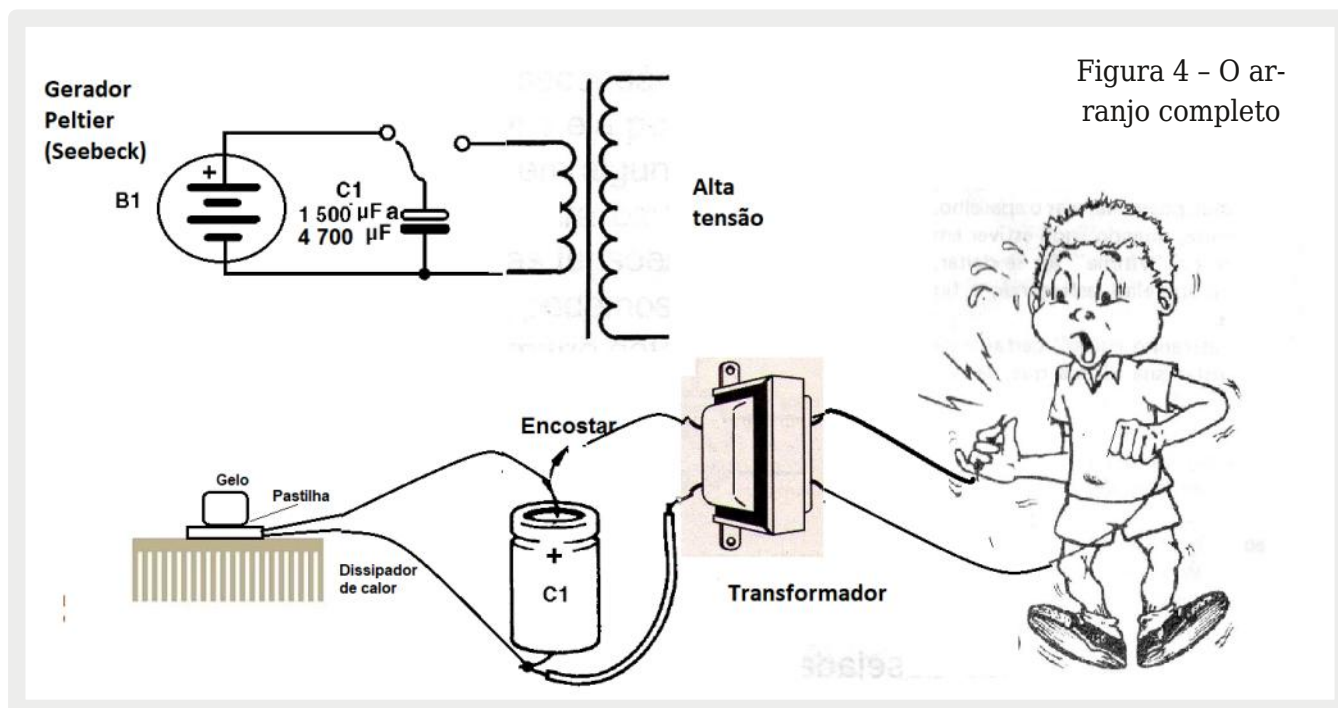 Figura 4 – O ar-
ranjo completo
Gerador
Peltier
(Seebeck)
B1
+
C1
1 500 µF a
4 700 µF
Alta
tensão
Encostar
Gelo
Pastilha
Dissipador
de calor
+
C1
Transformador